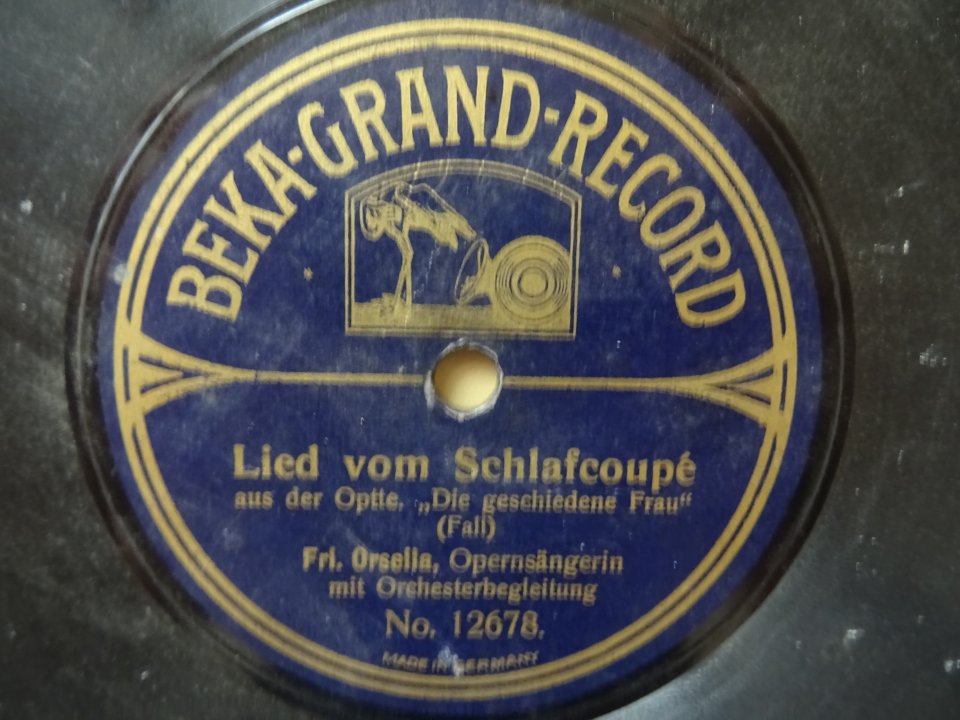 BEKA-GRAND-RECORD
Lied vom Schlafcoupé
aus der Optte. „Die geschiedene Frau“
(Fall)
Frl. Orsella, Opernsängerin
mit Orchesterbegleitung
No. 12678.
MADE IN GERMANY